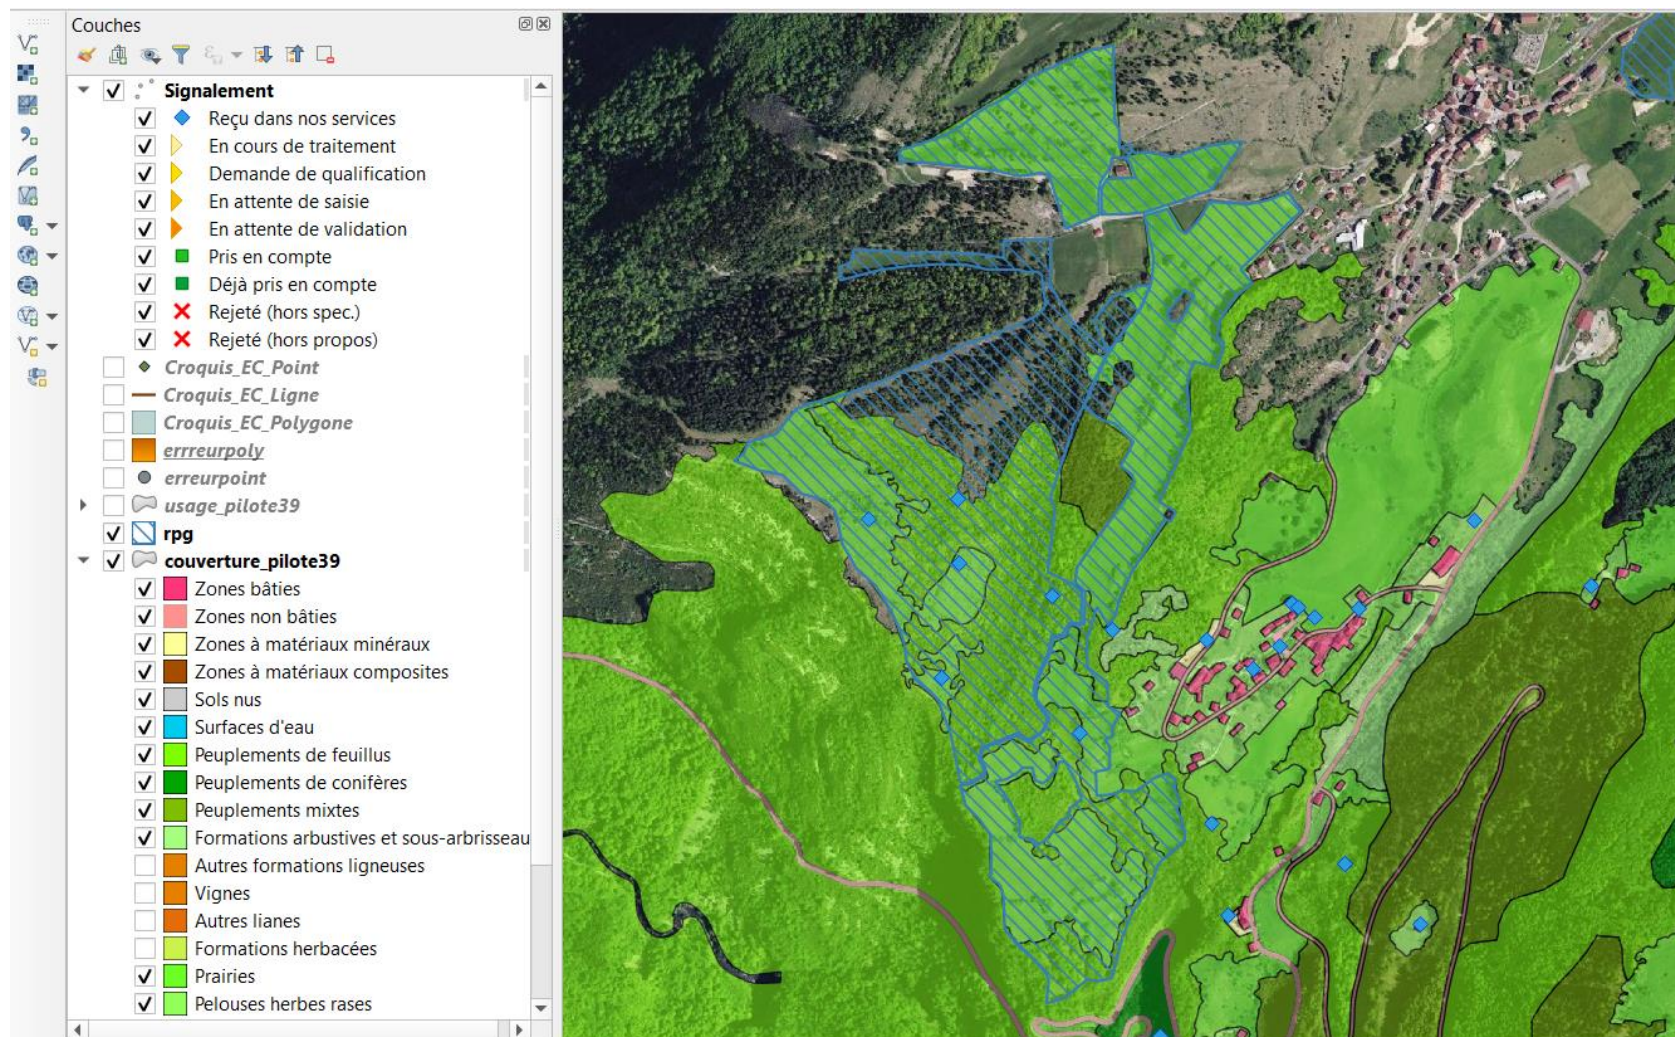 Couches
Signalement
Reçu dans nos services
En cours de traitement
Demande de qualification
En attente de saisie
En attente de validation
Pris en compte
Déjà pris en compte
Rejeté (hors spec.)
Rejeté (hors propos)
Croquis_EC_Point
Croquis_EC_Ligne
Croquis_EC_Polygone
errreurpoly
erreurpoint
usage_pilote39
rpg
couverture_pilote39
Zones bâties
Zones non bâties
Zones à matériaux minéraux
Zones à matériaux composites
Sols nus
Surfaces d'eau
Peuplements de feuillus
Peuplements de conifères
Peuplements mixtes
Formations arbustives et sous-arbrisseau
Autres formations ligneuses
Vignes
Autres lianes
Formations herbacées
Prairies
Pelouses herbes rases